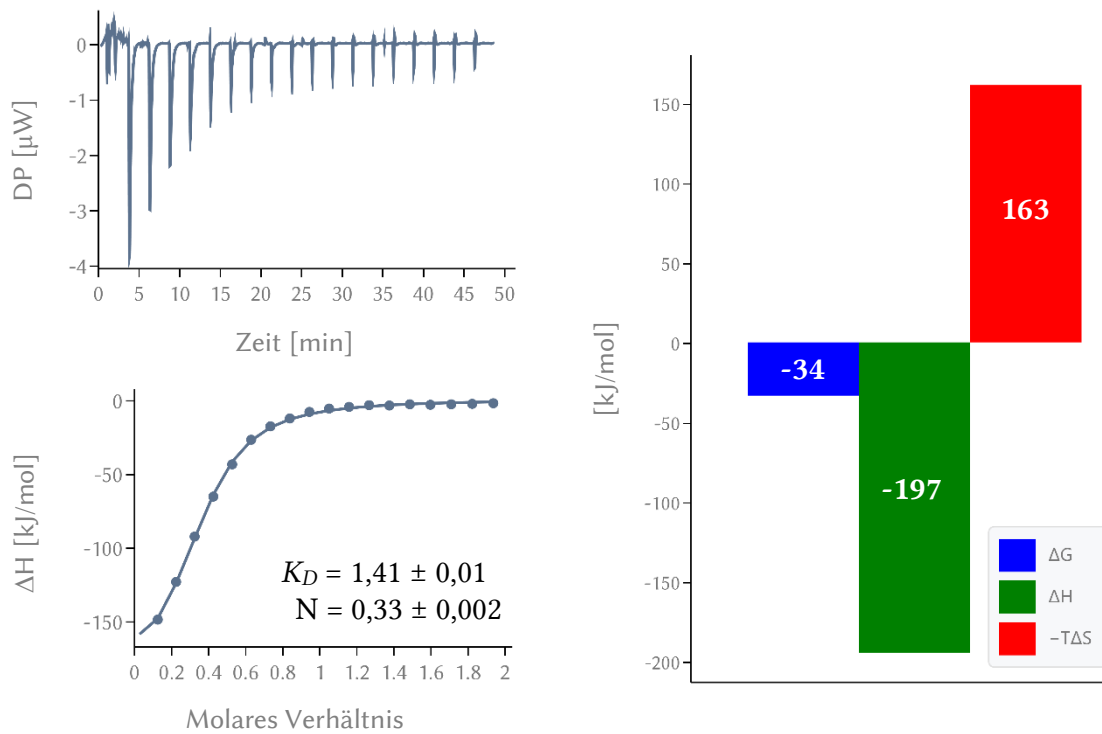 DP [µW]
0
-1
-2
-3
-4
0 5 10 15 20 25 30 35 40 45 50
Zeit [min]
ΔH [kJ/mol]
0
-50
-100
-150
K_D = 1,41 ± 0,01
N = 0,33 ± 0,002
0 0.2 0.4 0.6 0.8 1 1.2 1.4 1.6 1.8 2
Molares Verhältnis
[kJ/mol]
150
100
50
0
-50
-100
-150
-200
163
-34
-197
ΔG
ΔH
−TΔS